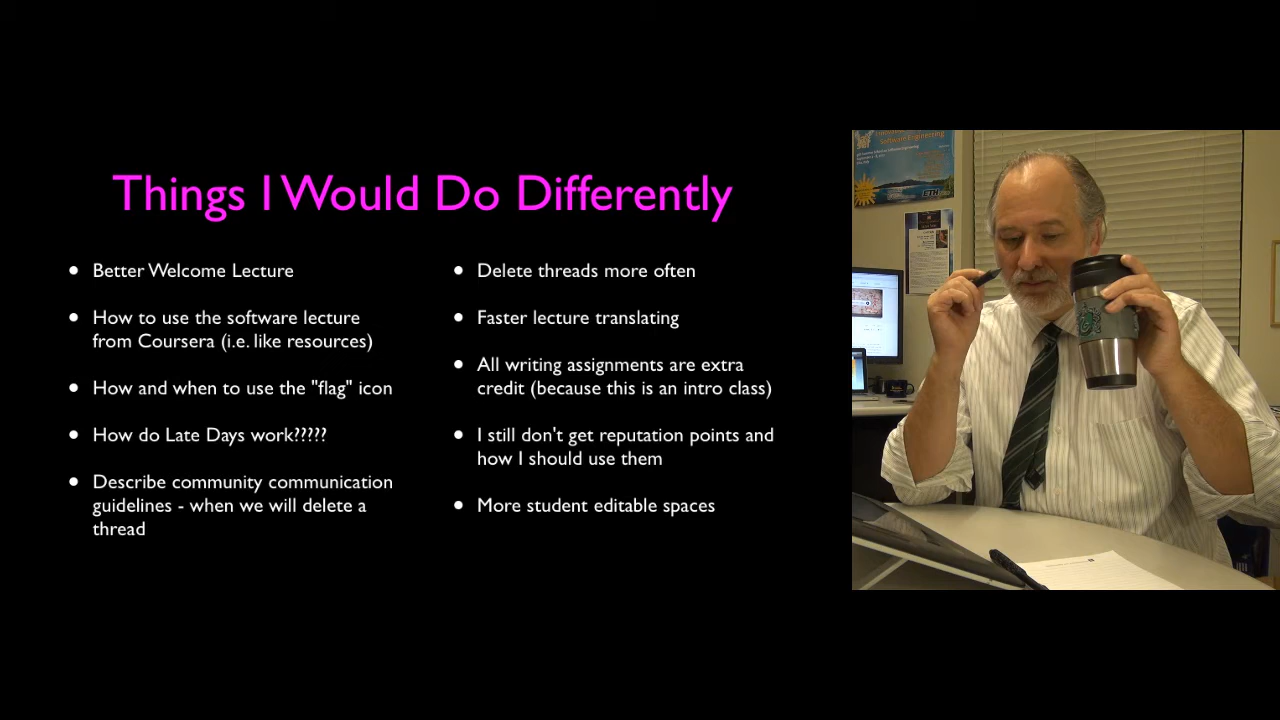 Things I Would Do Differently
Better Welcome Lecture
How to use the software lecture
from Coursera (i.e. like resources)
How and when to use the "flag" icon
How do Late Days work?????
Describe community communication
guidelines - when we will delete a
thread
Delete threads more often
Faster lecture translating
All writing assignments are extra
credit (because this is an intro class)
I still don't get reputation points and
how I should use them
More student editable spaces
Software Engineering